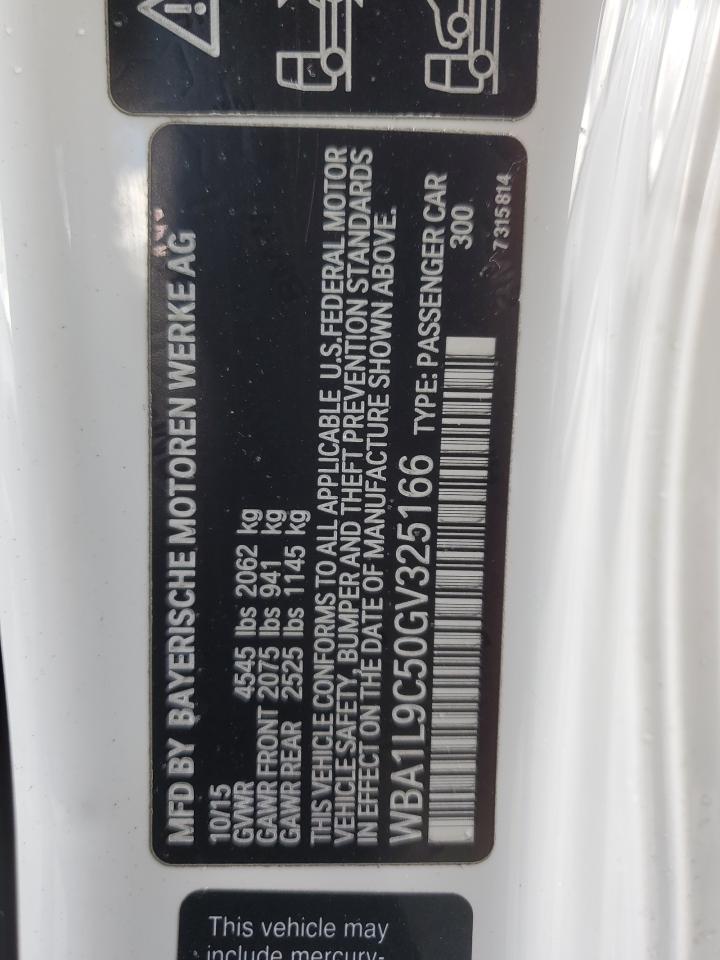 MFD BY BAYERISCHE MOTOREN WERKE AG
10/15
GVWR 4545 lbs 2062 kg
GAWR FRONT 2075 lbs 941 kg
GAWR REAR 2525 lbs 1145 kg
THIS VEHICLE CONFORMS TO ALL APPLICABLE U.S.FEDERAL MOTOR
VEHICLE SAFETY, BUMPER AND THEFT PREVENTION STANDARDS
IN EFFECT ON THE DATE OF MANUFACTURE SHOWN ABOVE.
WBA1L9C50GV325166 TYPE: PASSENGER CAR
300
7315814
This vehicle may
include mercury-